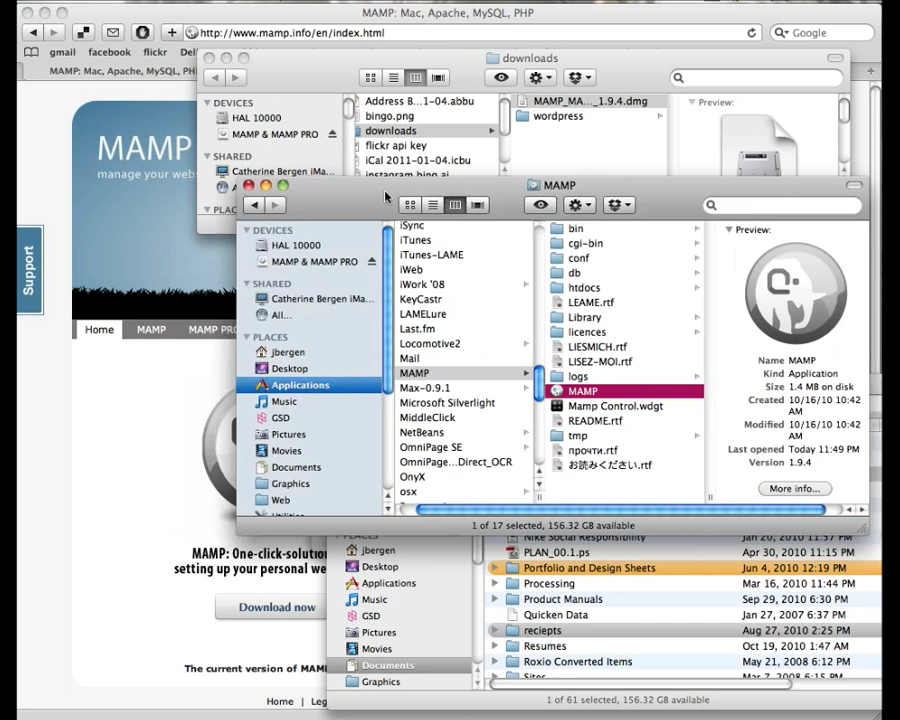 MAMP: Mac, Apache, MySQL, PHP
http://www.mamp.info/en/index.html
Google
gmail facebook flickr
MAMP: Mac, Apache, MySQL, PH
MAMP
manage your webs
Support
Home MAMP MAMP PRO
MAMP: One-click-solution
setting up your personal we
Download now
The current version of MAM
Home | Leg
downloads
DEVICES
HAL 10000
MAMP & MAMP PRO
SHARED
Catherine Bergen iMa...
PLAC
Address B...1-04.abbu
bingo.png
downloads
flickr api key
iCal 2011-01-04.icbu
MAMP_MA..._1.9.4.dmg
wordpress
Preview:
MAMP
DEVICES
HAL 10000
MAMP & MAMP PRO
SHARED
Catherine Bergen iMa...
All...
PLACES
jbergen
Desktop
Applications
Music
GSD
Pictures
Movies
Documents
Graphics
Web
iSync
iTunes
iTunes-LAME
iWeb
iWork '08
KeyCastr
LAMELure
Last.fm
Locomotive2
Mail
MAMP
Max-0.9.1
Microsoft Silverlight
MiddleClick
NetBeans
OmniPage SE
OmniPage...Direct_OCR
OnyX
osx
bin
cgi-bin
conf
db
htdocs
LEAME.rtf
Library
licences
LIESMICH.rtf
LISEZ-MOI.rtf
logs
MAMP
Mamp Control.wdgt
README.rtf
tmp
прочти.rtf
お読みください.rtf
Preview:
Name MAMP
Kind Application
Size 1.4 MB on disk
Created 10/16/10 10:42
AM
Modified 10/16/10 10:42
AM
Last opened Today 11:49 PM
Version 1.9.4
More info...
1 of 17 selected, 156.32 GB available
PLACES
jbergen
Desktop
Applications
Music
GSD
Pictures
Movies
Documents
Graphics
Nike Social Responsibility Jan 20, 2010 11:37 PM
PLAN_00.1.ps Apr 30, 2010 11:15 PM
Portfolio and Design Sheets Jun 4, 2010 12:19 PM
Processing Mar 16, 2010 11:44 PM
Product Manuals Sep 29, 2010 6:30 PM
Quicken Data Jan 27, 2007 6:37 PM
reciepts Aug 27, 2010 2:25 PM
Resumes Oct 19, 2010 1:47 AM
Roxio Converted Items May 21, 2008 6:12 PM
Sites Mar 7, 2008 6:15 PM
1 of 61 selected, 156.32 GB available